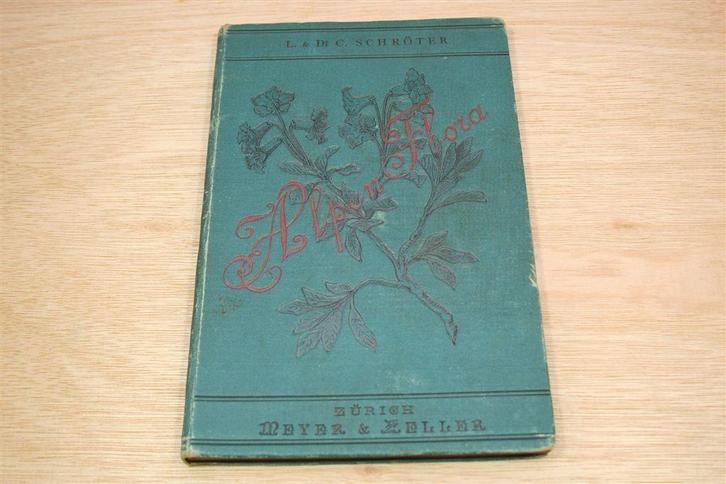 L. & Dr C. SCHRÖTER
Alpen Flora
ZÜRICH
MEYER & ZELLER